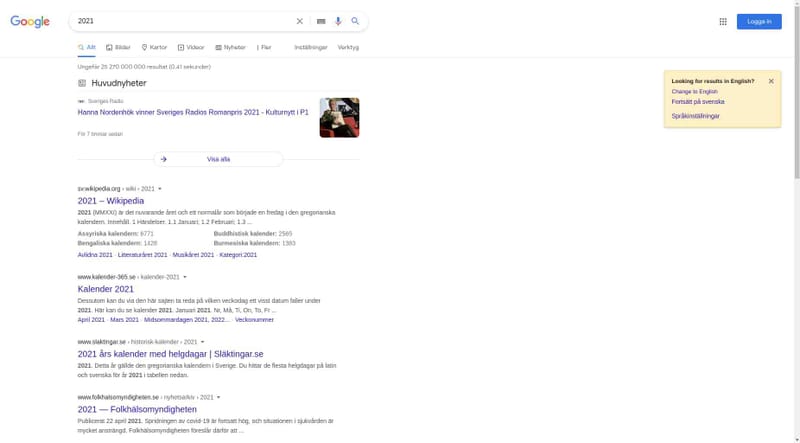 Google
2021
Logga in
Allt Bilder Kartor Videor Nyheter Fler Inställningar Verktyg
Ungefär 25 270 000 000 resultat (0,41 sekunder)
Looking for results in English?
Change to English
Fortsätt på svenska
Språkinställningar
Huvudnyheter
Sveriges Radio
Hanna Nordenhök vinner Sveriges Radios Romanpris 2021 - Kulturnytt i P1
För 7 timmar sedan
Visa alla
sv.wikipedia.org › wiki › 2021
2021 – Wikipedia
2021 (MMXXI) är det nuvarande året och ett normalår som började en fredag i den gregorianska
kalendern. Innehåll. 1 Händelser. 1.1 Januari; 1.2 Februari; 1.3 ...
Assyriska kalendern: 6771 Buddhistisk kalender: 2565
Bengaliska kalendern: 1428 Burmesiska kalender: 1383
Avlidna 2021 · Litteraturåret 2021 · Musikåret 2021 · Kategori:2021
www.kalender-365.se › kalender-2021
Kalender 2021
Dessutom kan du via den här sajten ta reda på vilken veckodag ett visst datum faller under
2021. Här kan du se kalender 2021. Januari 2021. Nr, Må, Ti, On, To, Fr ...
April 2021 · Mars 2021 · Midsommardagen 2021, 2022... · Veckonummer
www.släktingar.se › historisk-kalender › 2021
2021 års kalender med helgdagar | Släktingar.se
2021. Detta år gällde den gregorianska kalendern i Sverige. Du hittar de flesta helgdagar på latin
och svenska för år 2021 i tabellen nedan.
www.folkhalsomyndigheten.se › nyhetsarkiv › 2021
2021 — Folkhälsomyndigheten
Publicerat 22 april 2021. Spridningen av covid-19 är fortsatt hög, och situationen i sjukvården är
mycket ansträngd. Folkhälsomyndigheten föreslår därför att ...